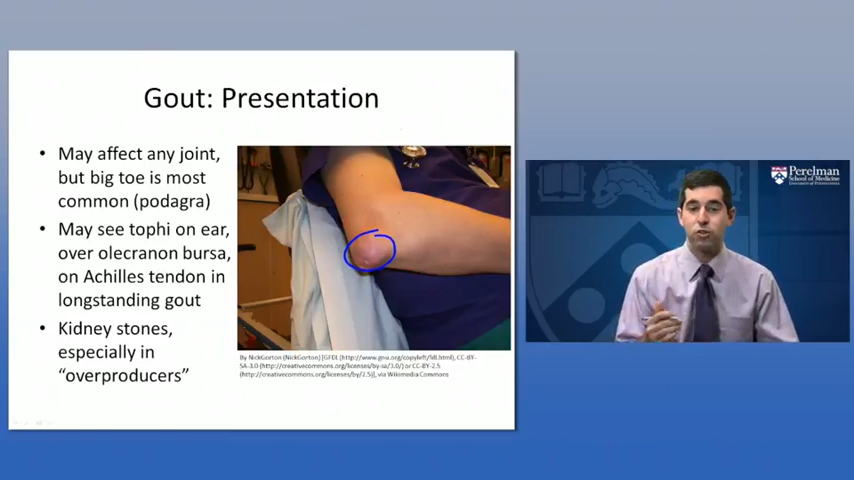 Gout: Presentation
• May affect any joint,
but big toe is most
common (podagra)
• May see tophi on ear,
over olecranon bursa,
on Achilles tendon in
longstanding gout
• Kidney stones,
especially in
“overproducers”
By NickGorton (NickGorton) [GFDL (http://www.gnu.org/copyleft/fdl.html), CC-BY-
SA-3.0 (http://creativecommons.org/licenses/by-sa/3.0/) or CC-BY-2.5
(http://creativecommons.org/licenses/by/2.5)], via Wikimedia Commons
Perelman
School of Medicine
University of Pennsylvania